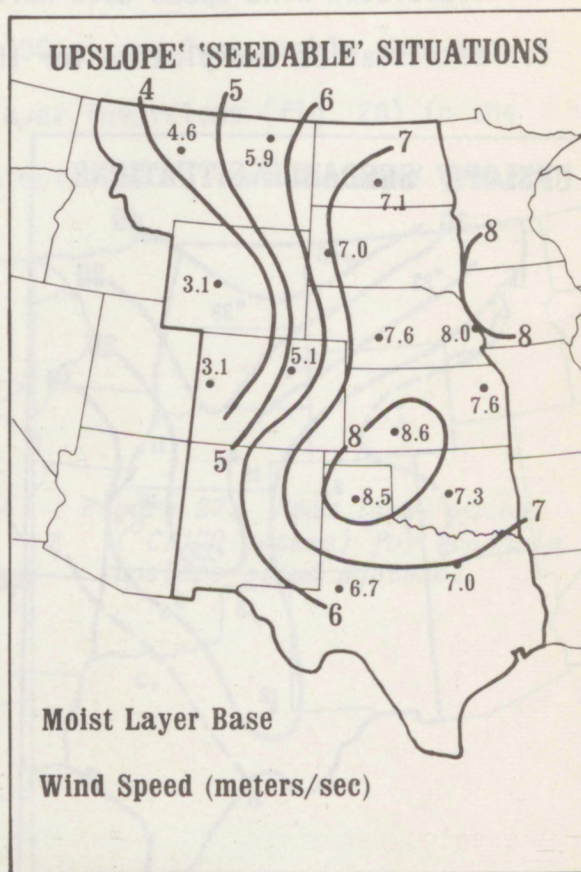 UPSLOPE' 'SEEDABLE' SITUATIONS
4 5 6
4.6 5.9 7
7.1
7.0 8
3.1
7.6 8.0 8
3.1 5.1
7.6
8 8.6
5
8.5 7.3 7
6.7 7.0
6
Moist Layer Base
Wind Speed (meters/sec)